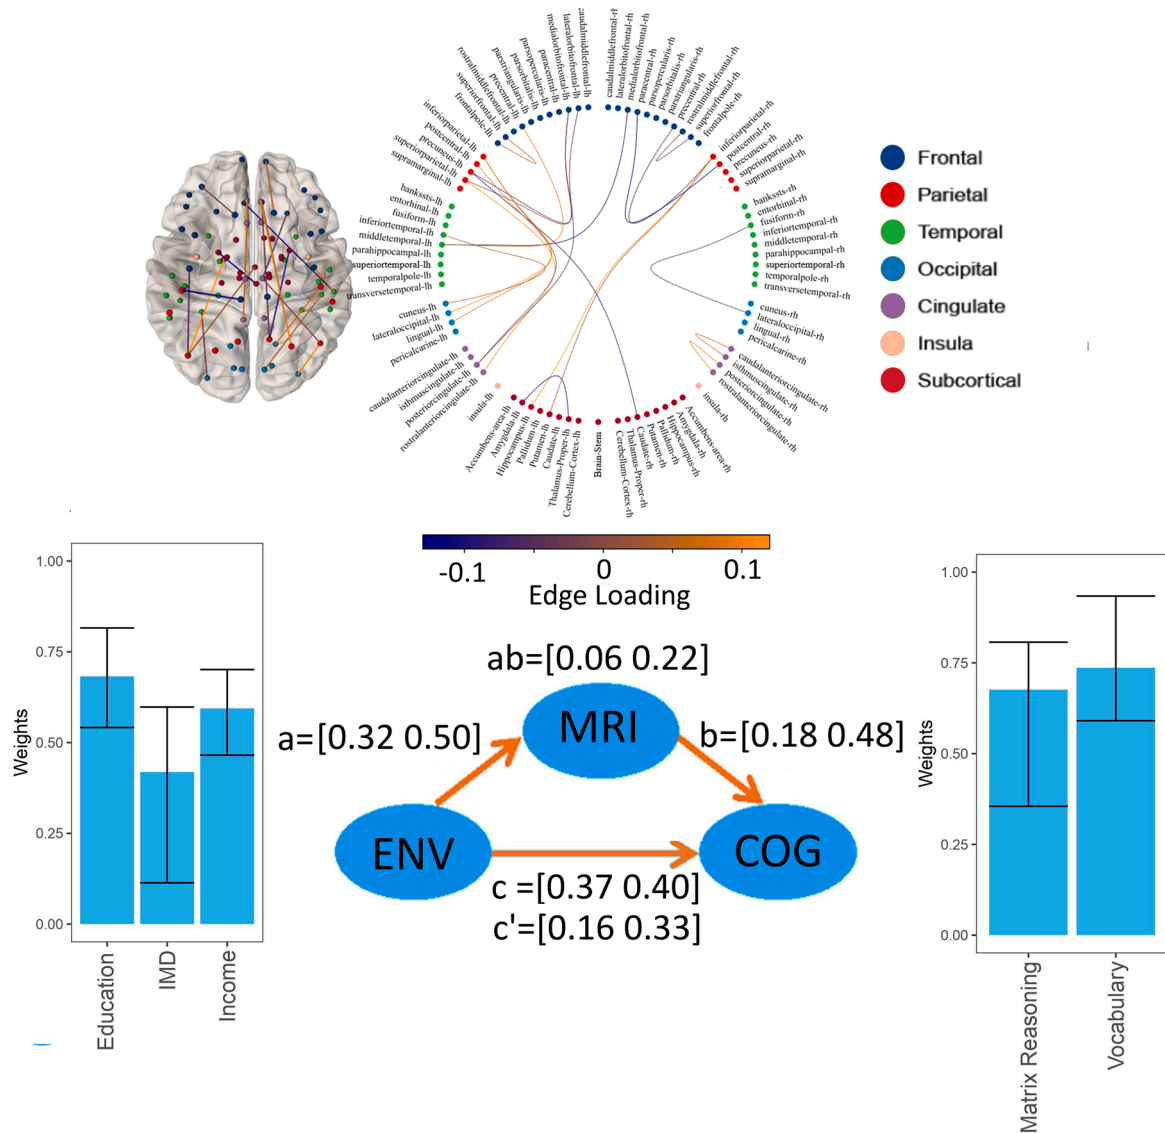 caudalmiddlefrontal-lh
lateralorbitofrontal-lh
medialorbitofrontal-lh
paracentral-lh
parsopercularis-lh
parsorbitalis-lh
parstriangularis-lh
precentral-lh
rostralmiddlefrontal-lh
superiorfrontal-lh
frontalpole-lh
inferiorparietal-lh
postcentral-lh
precuneus-lh
superiorparietal-lh
supramarginal-lh
bankssts-lh
entorhinal-lh
fusiform-lh
inferiortemporal-lh
middletemporal-lh
parahippocampal-lh
superiortemporal-lh
temporalpole-lh
transversetemporal-lh
cuneus-lh
lateraloccipital-lh
lingual-lh
pericalcarine-lh
caudalanteriorcingulate-lh
isthmuscingulate-lh
posteriorcingulate-lh
rostralanteriorcingulate-lh
insula-lh
Accumbens-area-lh
Amygdala-lh
Hippocampus-lh
Pallidum-lh
Putamen-lh
Caudate-lh
Thalamus-Proper-lh
Cerebellum-Cortex-lh
Brain-Stem
caudalmiddlefrontal-rh
lateralorbitofrontal-rh
medialorbitofrontal-rh
paracentral-rh
parsopercularis-rh
parsorbitalis-rh
parstriangularis-rh
precentral-rh
rostralmiddlefrontal-rh
superiorfrontal-rh
frontalpole-rh
inferiorparietal-rh
postcentral-rh
precuneus-rh
superiorparietal-rh
supramarginal-rh
bankssts-rh
entorhinal-rh
fusiform-rh
inferiortemporal-rh
middletemporal-rh
parahippocampal-rh
superiortemporal-rh
temporalpole-rh
transversetemporal-rh
cuneus-rh
lateraloccipital-rh
lingual-rh
pericalcarine-rh
caudalanteriorcingulate-rh
isthmuscingulate-rh
posteriorcingulate-rh
rostralanteriorcingulate-rh
insula-rh
Accumbens-area-rh
Amygdala-rh
Hippocampus-rh
Pallidum-rh
Putamen-rh
Caudate-rh
Thalamus-Proper-rh
Cerebellum-Cortex-rh
Frontal
Parietal
Temporal
Occipital
Cingulate
Insula
Subcortical
-0.1 0 0.1
Edge Loading
Weights
1.00
0.75
0.50
0.25
0.00
Education
IMD
Income
ab=[0.06 0.22]
a=[0.32 0.50]
MRI
b=[0.18 0.48]
ENV
COG
c =[0.37 0.40]
c'=[0.16 0.33]
Weights
1.00
0.75
0.50
0.25
0.00
Matrix Reasoning
Vocabulary